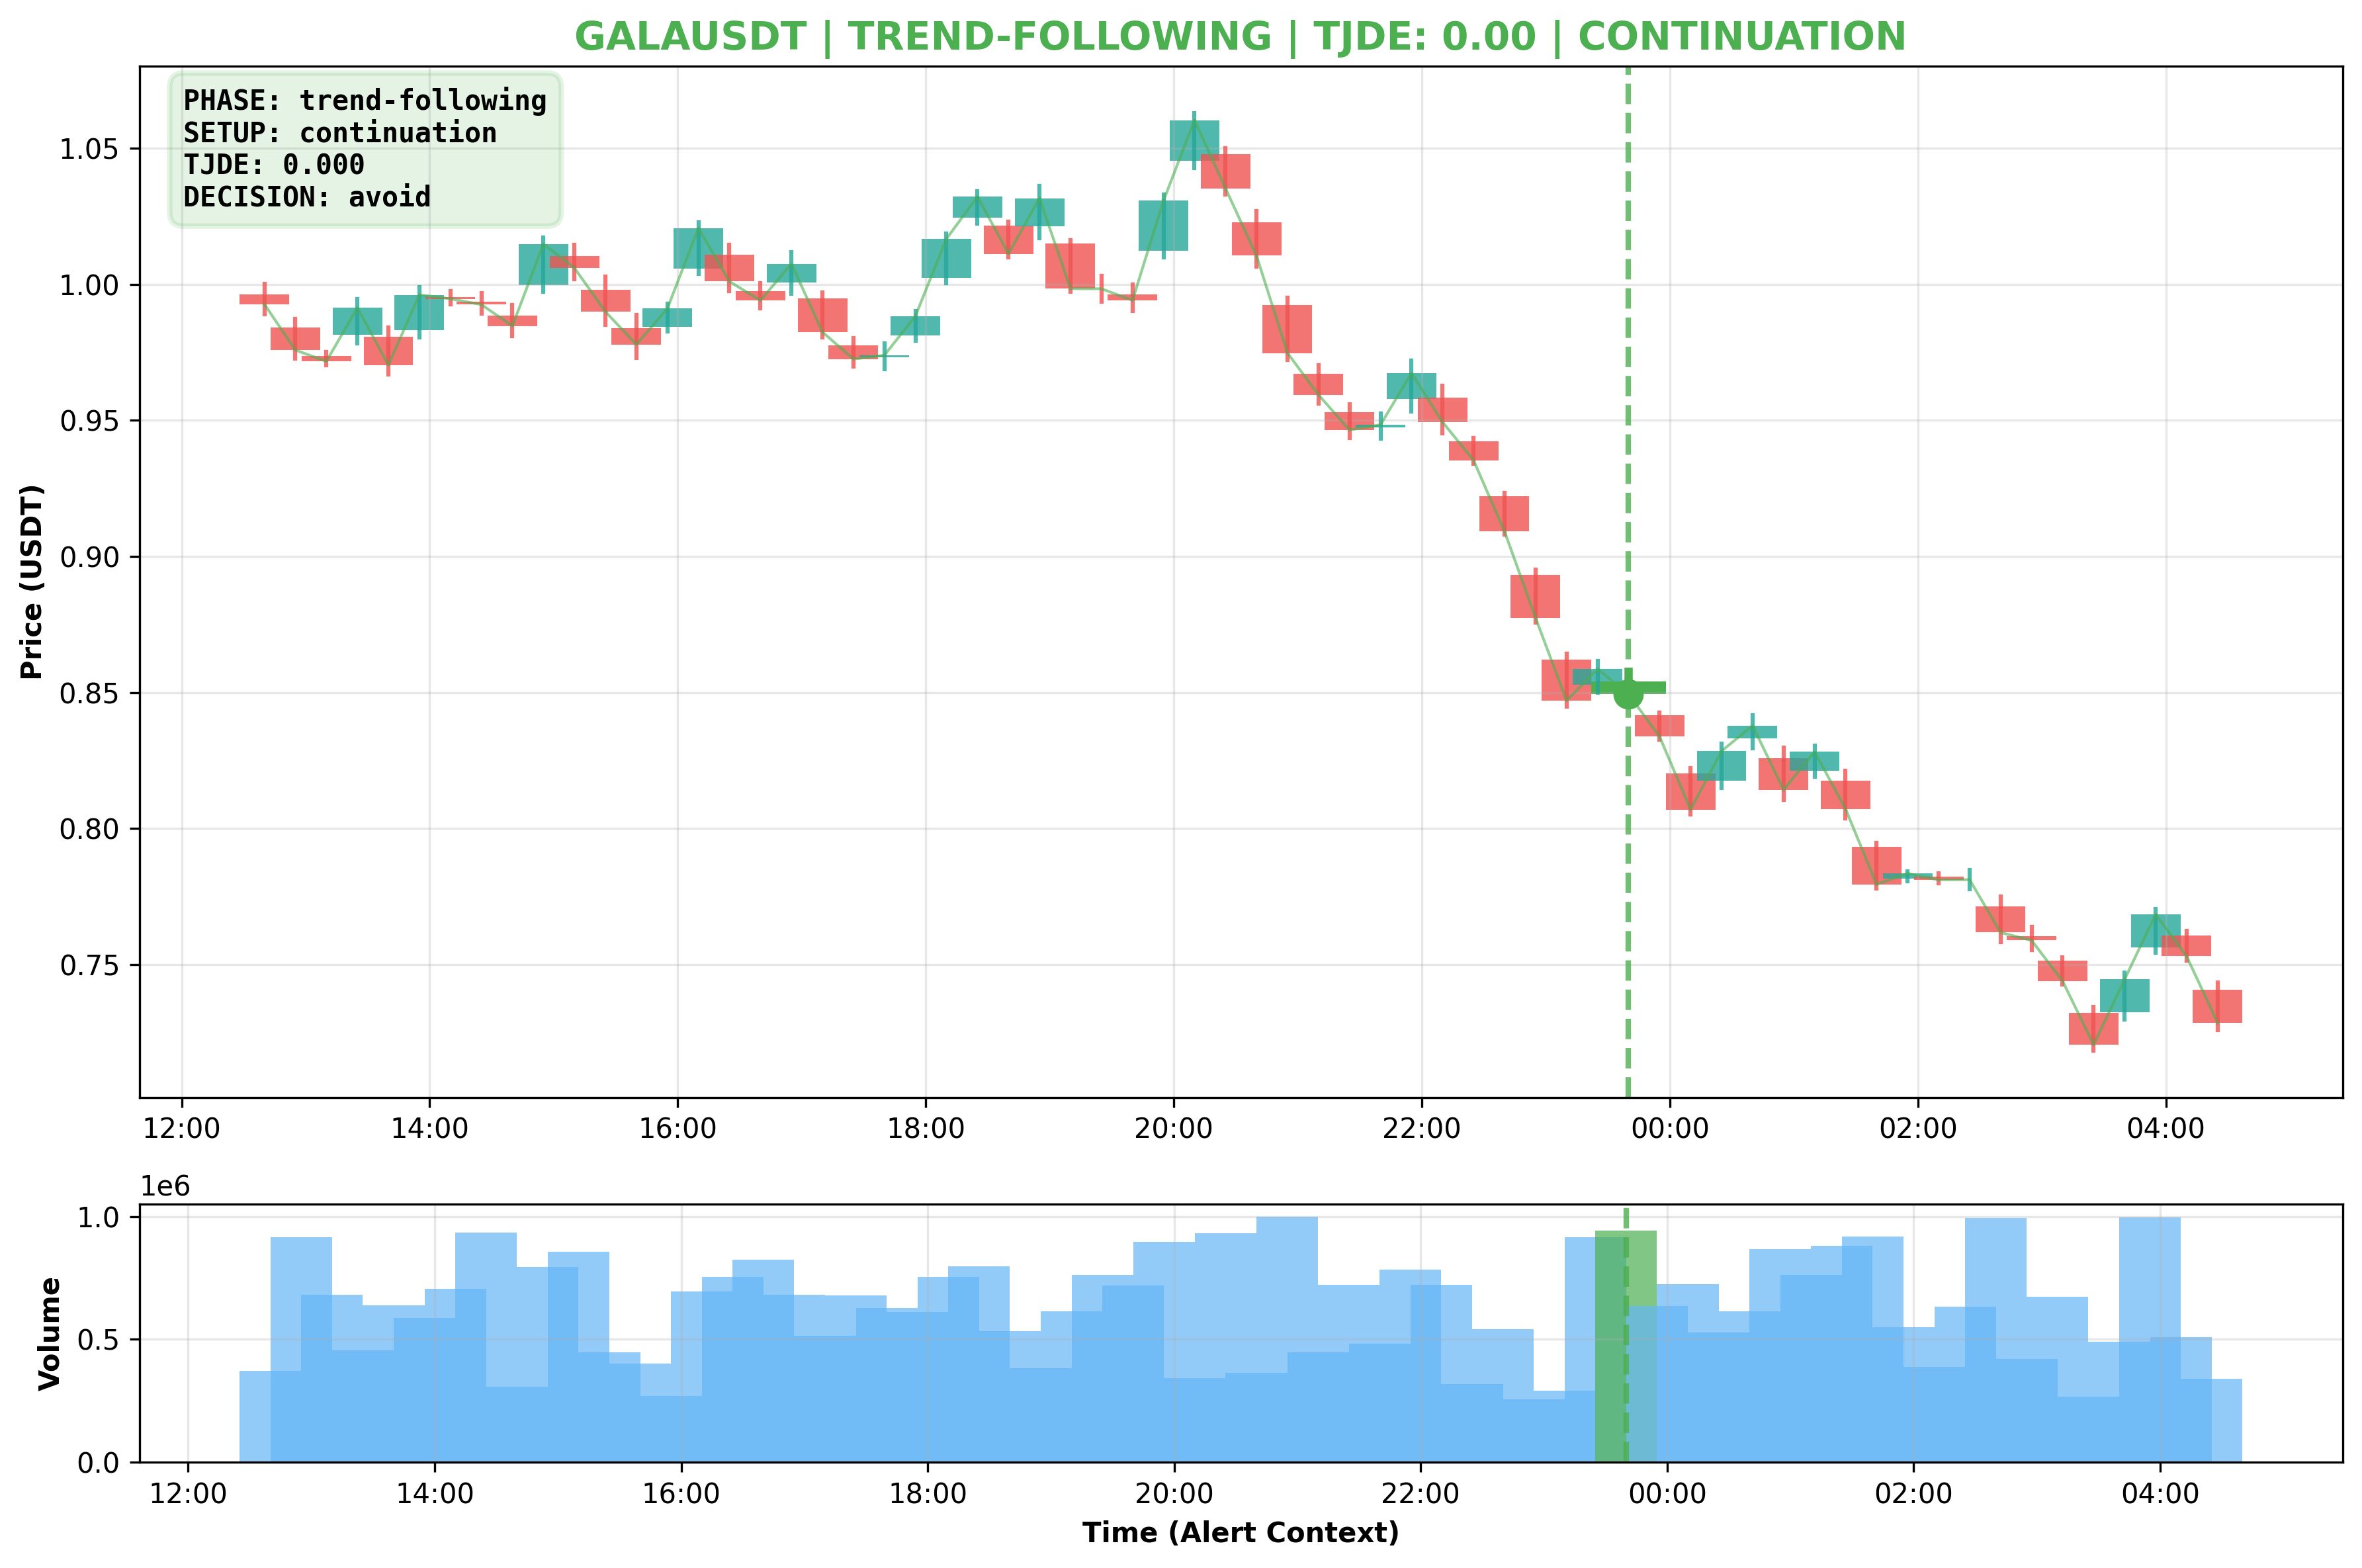 GALAUSDT | TREND-FOLLOWING | TJDE: 0.00 | CONTINUATION
PHASE: trend-following
SETUP: continuation
TJDE: 0.000
DECISION: avoid
Price (USDT)
1.05
1.00
0.95
0.90
0.85
0.80
0.75
12:00 14:00 16:00 18:00 20:00 22:00 00:00 02:00 04:00
1e6
Volume
1.0
0.5
0.0
12:00 14:00 16:00 18:00 20:00 22:00 00:00 02:00 04:00
Time (Alert Context)